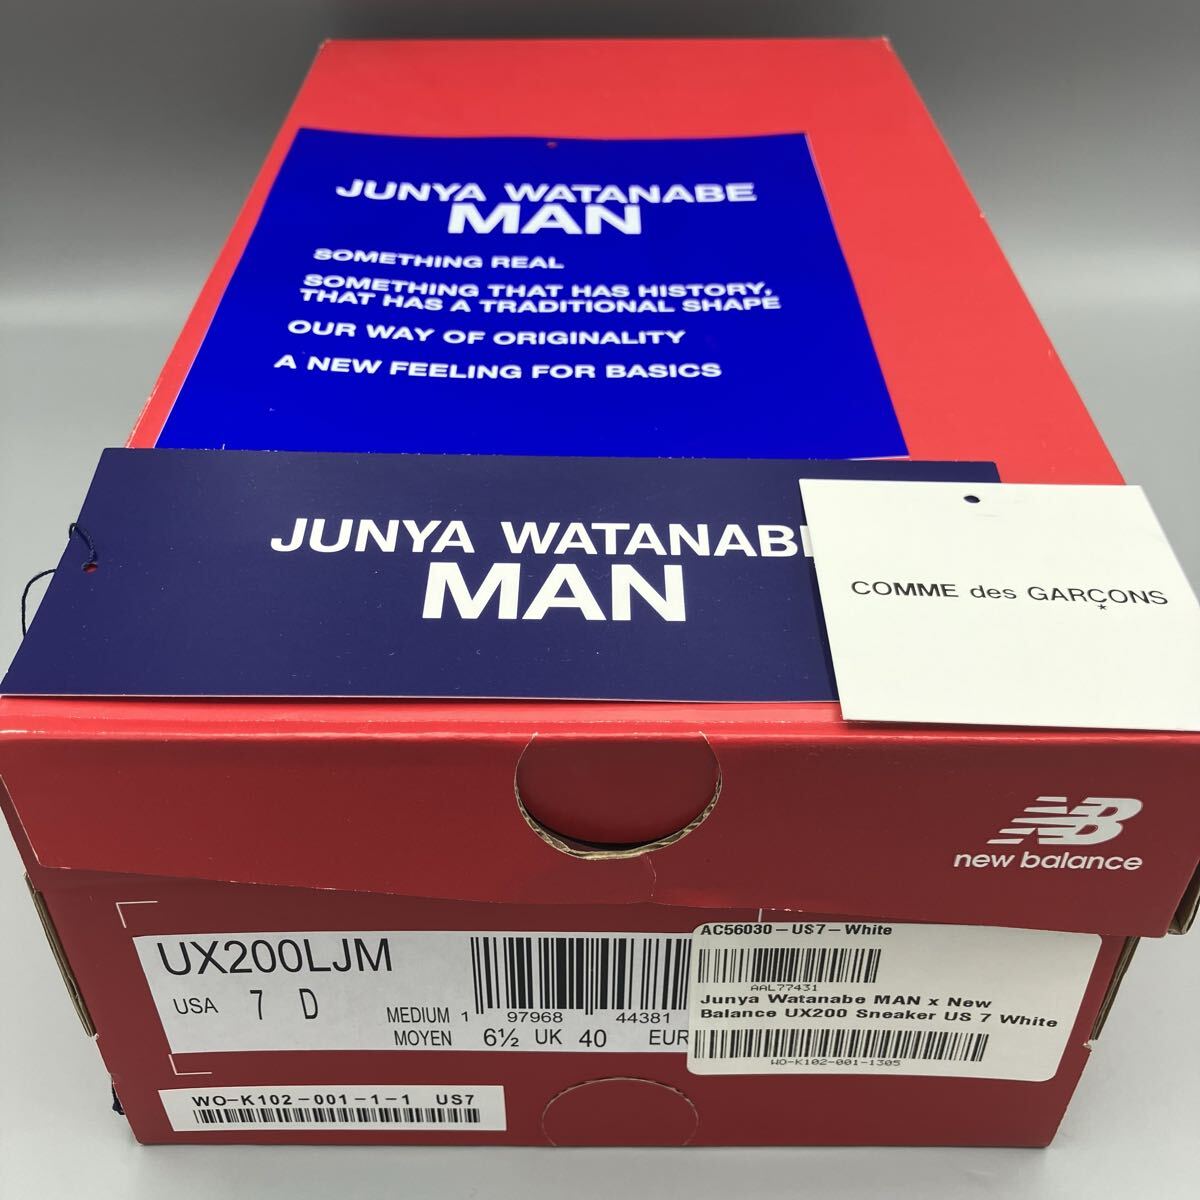 JUNYA WATANABE
MAN
SOMETHING REAL
SOMETHING THAT HAS HISTORY,
THAT HAS A TRADITIONAL SHAPE
OUR WAY OF ORIGINALITY
A NEW FEELING FOR BASICS
JUNYA WATANAB
MAN
COMME des GARÇONS
*
NB
new balance
UX200LJM
USA 7 D
MEDIUM
MOYEN
1 97968 44381
6½ UK 40 EUR
AC56030-US7-White
AAL77431
Junya Watanabe MAN x New
Balance UX200 Sneaker US 7 White
WO-K102-001-1305
WO-K102-001-1-1 US7